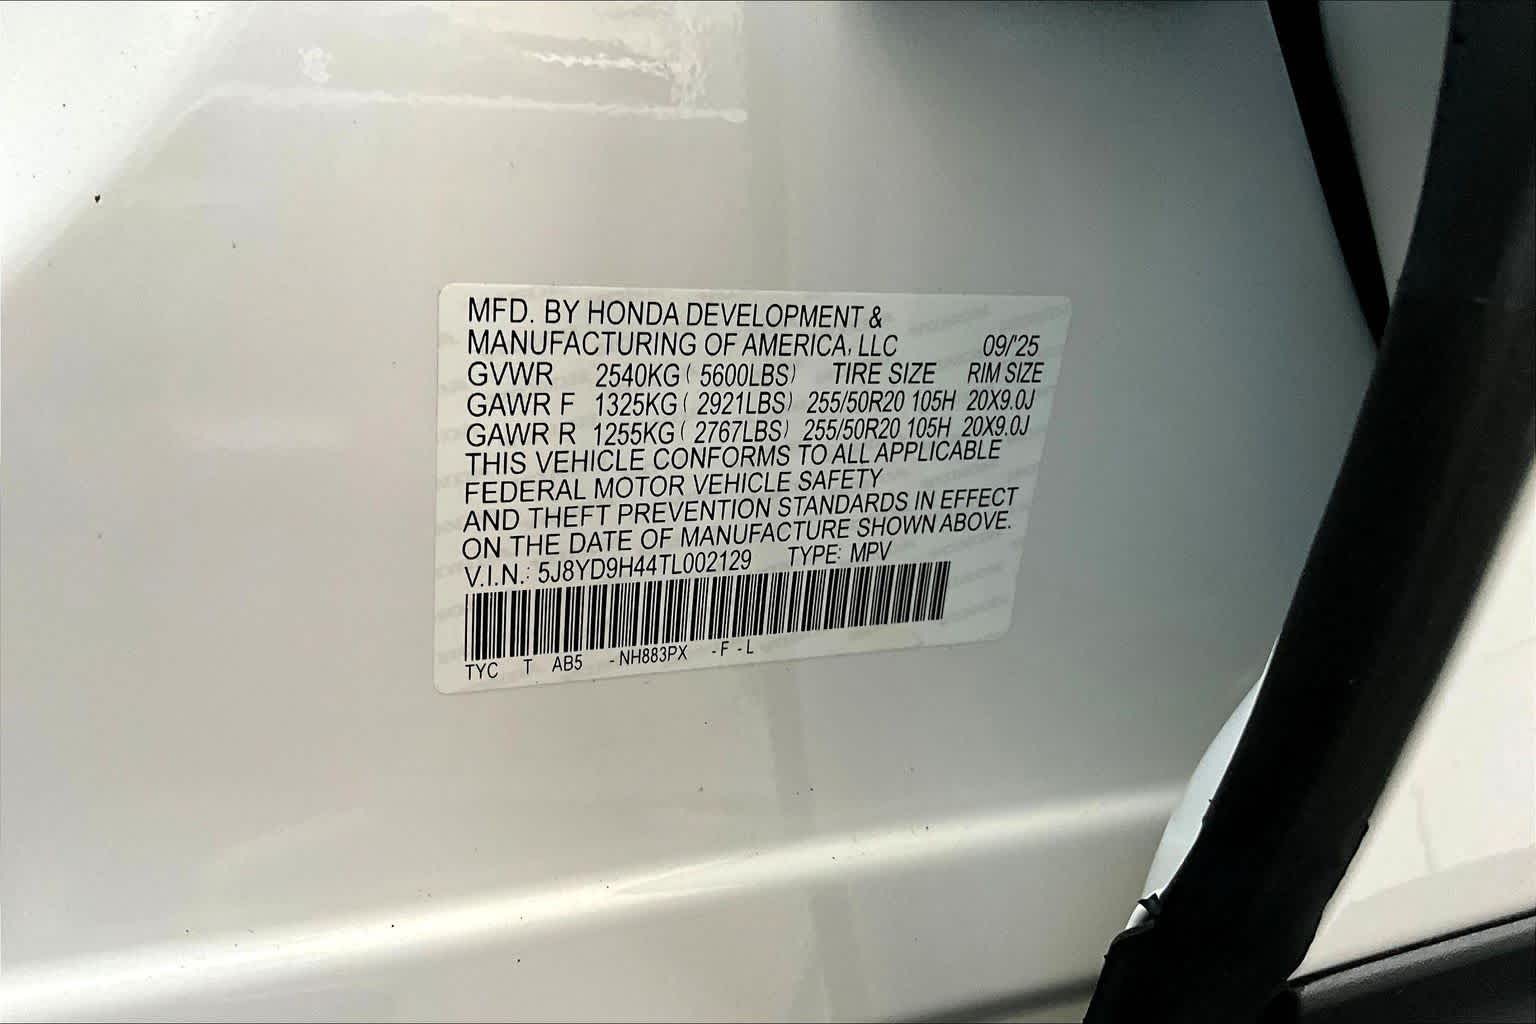 MFD. BY HONDA DEVELOPMENT &
MANUFACTURING OF AMERICA, LLC 09/'25
GVWR 2540KG ( 5600LBS) TIRE SIZE RIM SIZE
GAWR F 1325KG ( 2921LBS) 255/50R20 105H 20X9.0J
GAWR R 1255KG ( 2767LBS) 255/50R20 105H 20X9.0J
THIS VEHICLE CONFORMS TO ALL APPLICABLE
FEDERAL MOTOR VEHICLE SAFETY
AND THEFT PREVENTION STANDARDS IN EFFECT
ON THE DATE OF MANUFACTURE SHOWN ABOVE.
V.I.N.: 5J8YD9H44TL002129 TYPE: MPV
TYC T AB5 -NH883PX -F -L